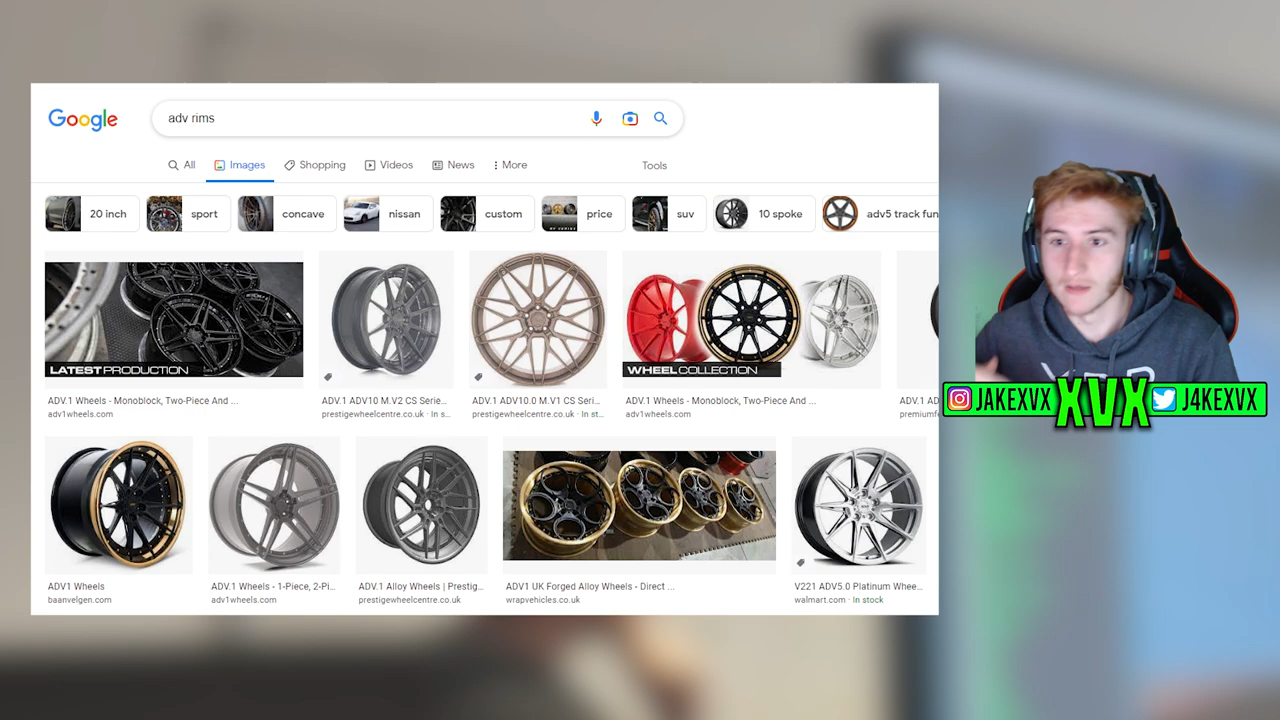 Google
adv rims
All
Images
Shopping
Videos
News
More
Tools
20 inch
sport
concave
nissan
custom
price
suv
10 spoke
adv5 track fun
LATEST PRODUCTION
WHEEL COLLECTION
ADV.1 Wheels - Monoblock, Two-Piece And ...
adv1wheels.com
ADV.1 ADV10 M.V2 CS Serie...
prestigewheelcentre.co.uk · In s...
ADV.1 ADV10.0 M.V1 CS Seri...
prestigewheelcentre.co.uk · In st...
ADV.1 Wheels - Monoblock, Two-Piece And ...
adv1wheels.com
ADV.1 AD
premiumf
JAKEXVX
XVX
J4KEXVX
ADV1 Wheels
baanvelgen.com
ADV.1 Wheels - 1-Piece, 2-Pi...
adv1wheels.com
ADV.1 Alloy Wheels | Prestig...
prestigewheelcentre.co.uk
ADV1 UK Forged Alloy Wheels - Direct ...
wrapvehicles.co.uk
V221 ADV5.0 Platinum Whee...
walmart.com · In stock